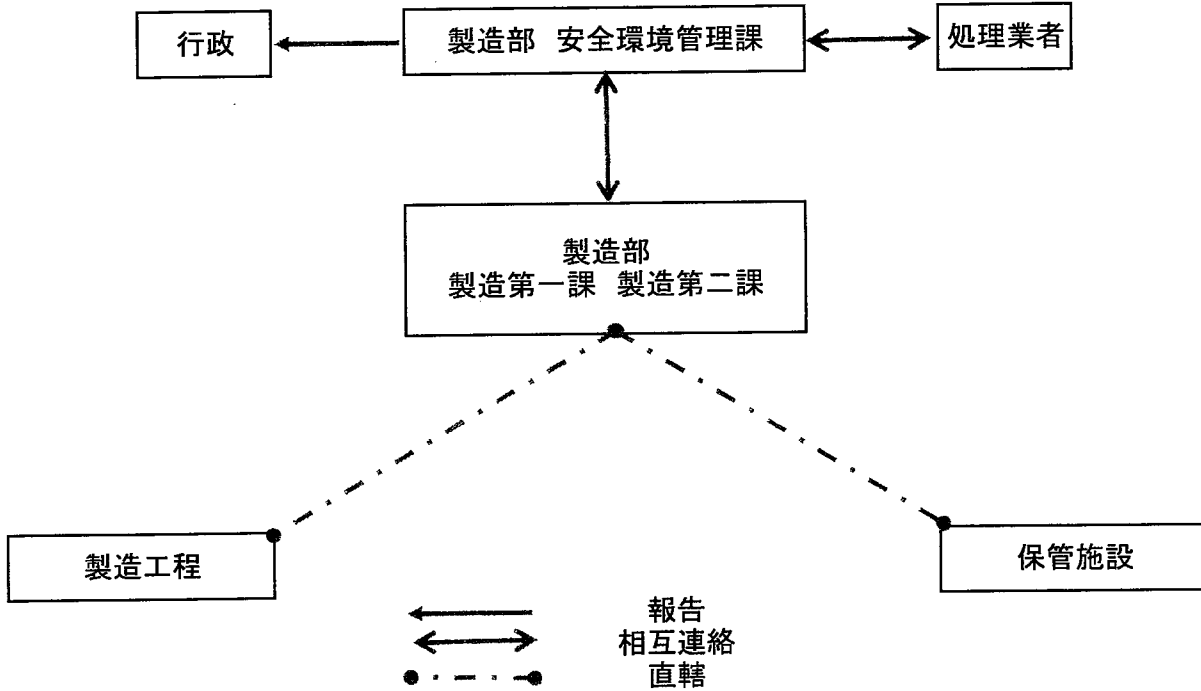 行政
製造部 安全環境管理課
処理業者
製造部
製造第一課 製造第二課
製造工程
保管施設
報告
相互連絡
直轄